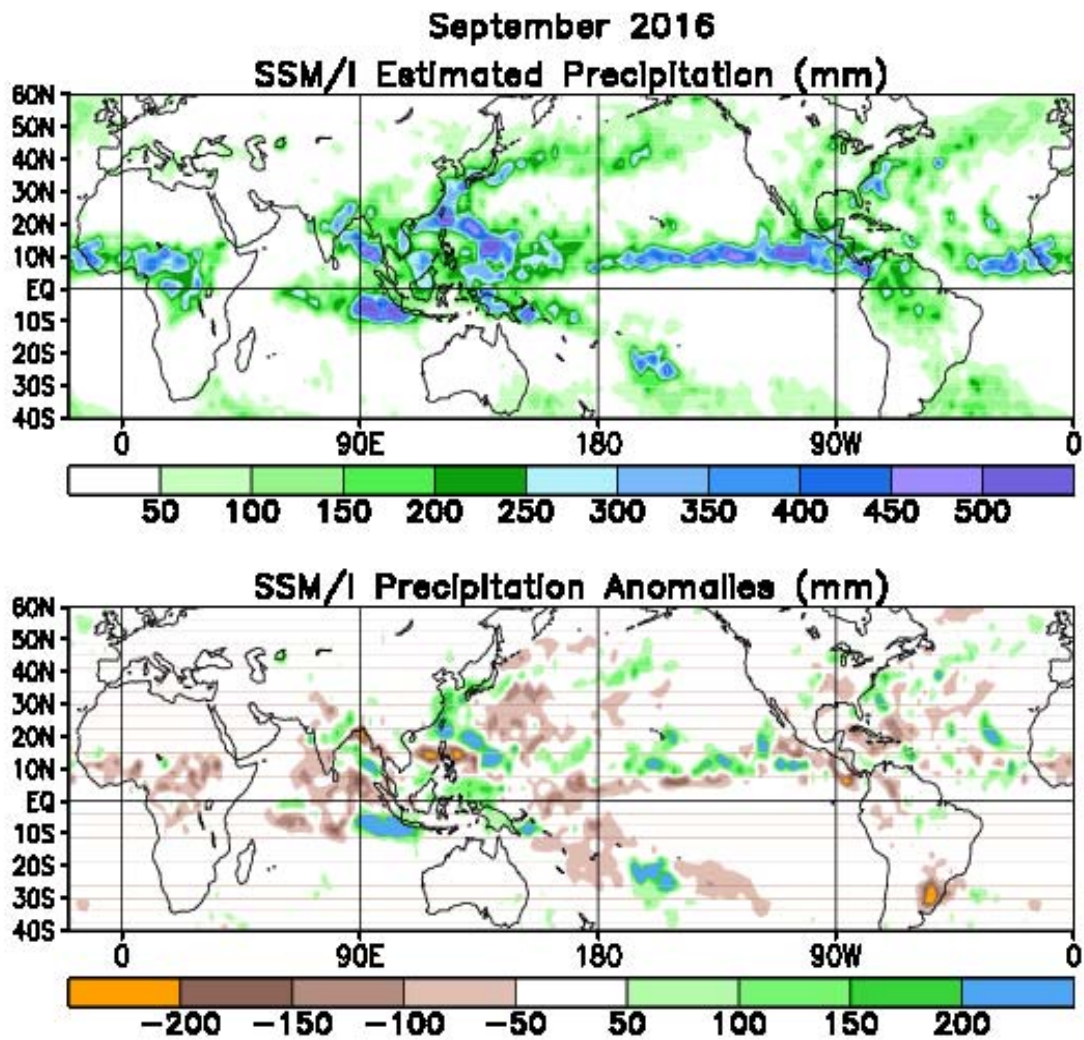 September 2016
SSM/I Estimated Precipitation (mm)
60N
50N
40N
30N
20N
10N
EQ
10S
20S
30S
40S
0 90E 180 90W 0
50 100 150 200 250 300 350 400 450 500
SSM/I Precipitation Anomalies (mm)
60N
50N
40N
30N
20N
10N
EQ
10S
20S
30S
40S
0 90E 180 90W 0
−200 −150 −100 −50 50 100 150 200